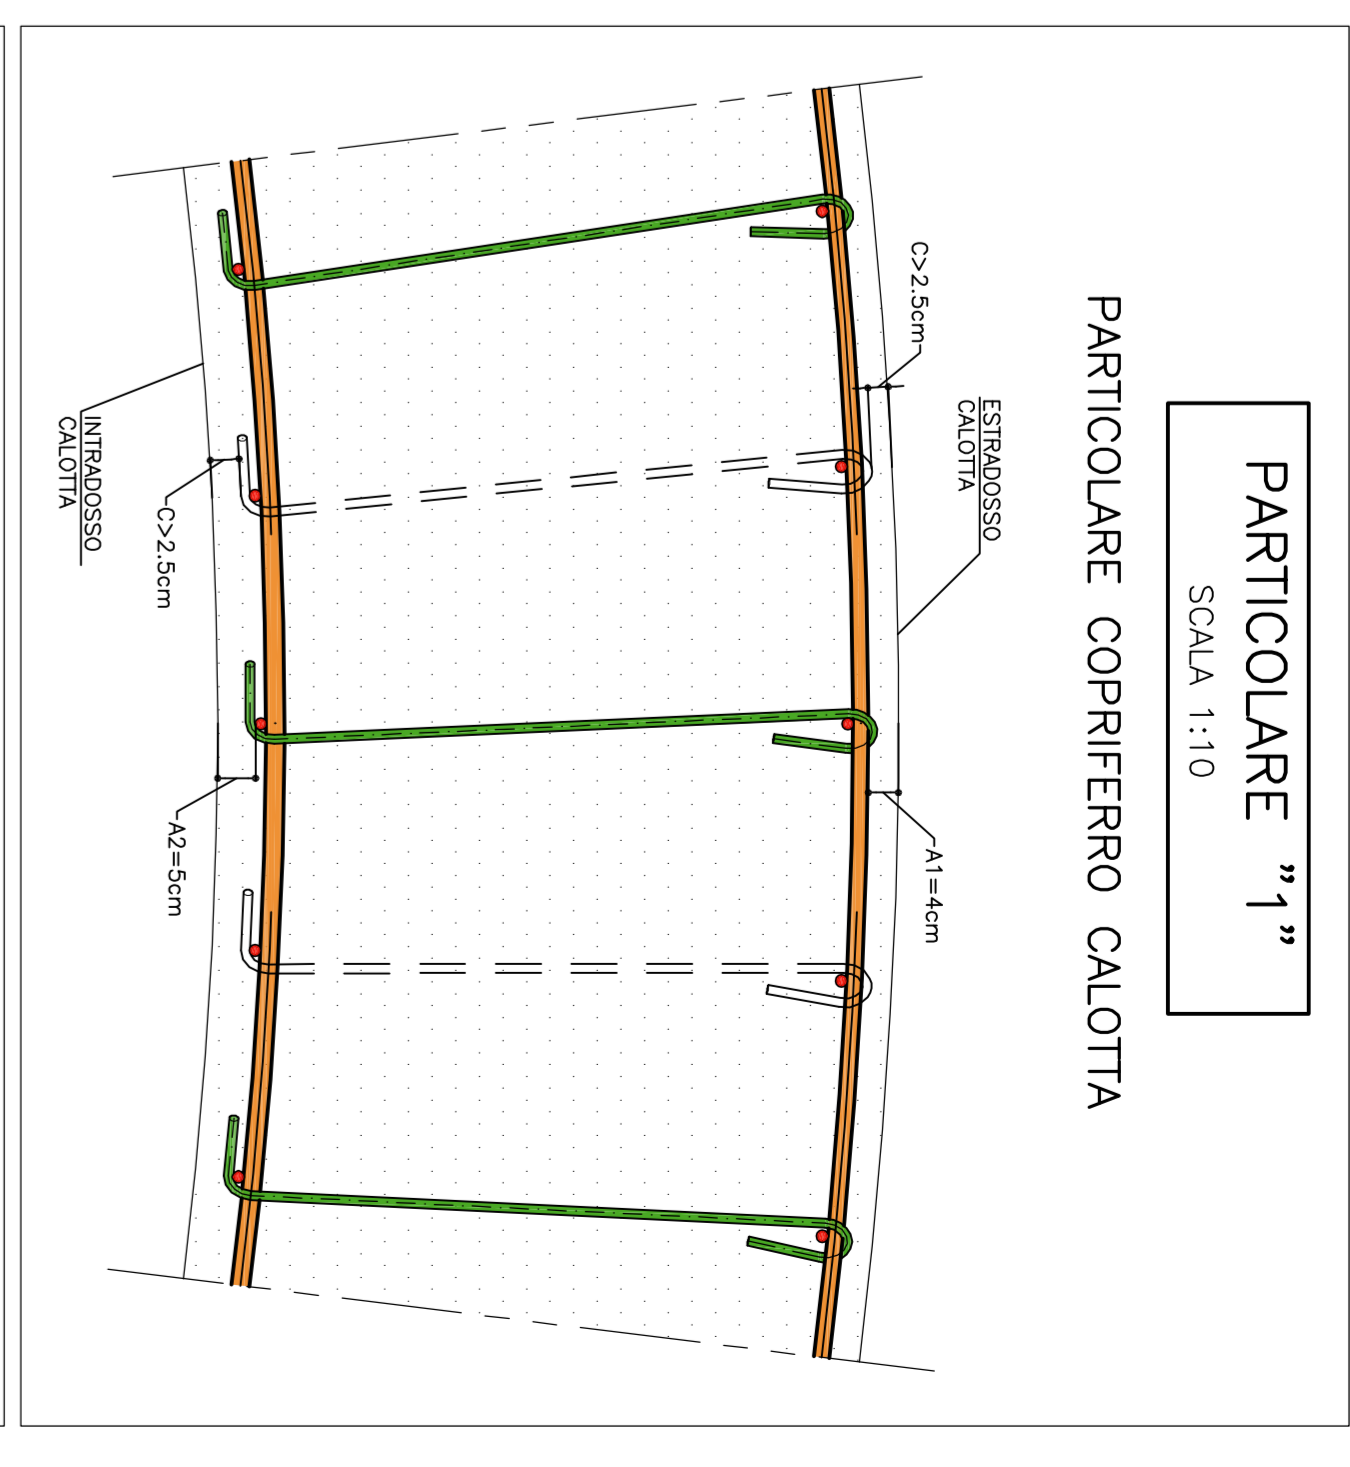 PARTICOLARE ”1”
SCALA 1:10
PARTICOLARE COPRIFERRO CALOTTA
ESTRADOSSO
CALOTTA
C>2.5cm
A1=4cm
C>2.5cm
A2=5cm
INTRADOSSO
CALOTTA